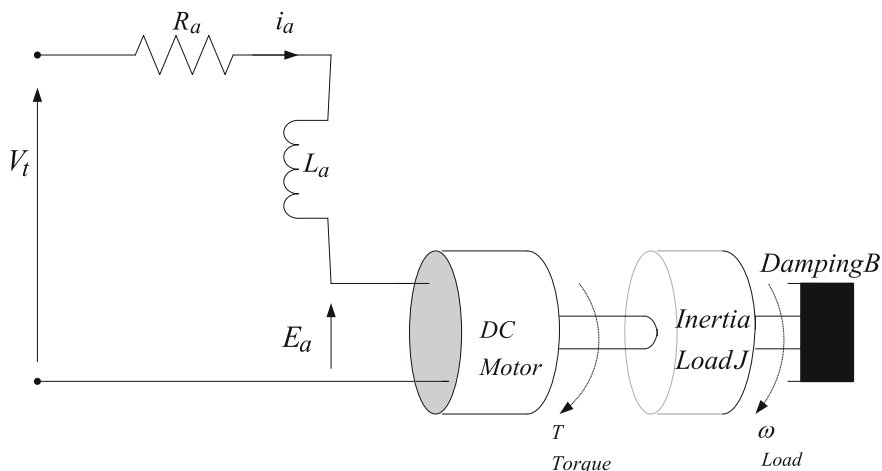 R_a
i_a
V_t
L_a
E_a
DC
Motor
Inertia
LoadJ
DampingB
T
Torque
ω
Load